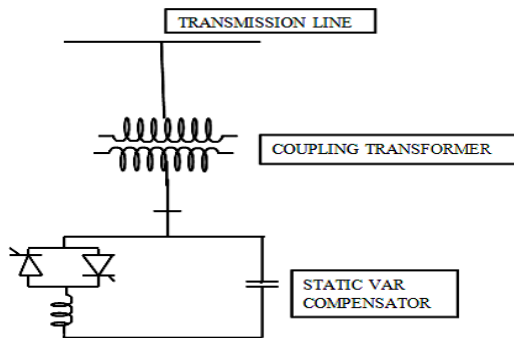 TRANSMISSION LINE
COUPLING TRANSFORMER
STATIC VAR
COMPENSATOR